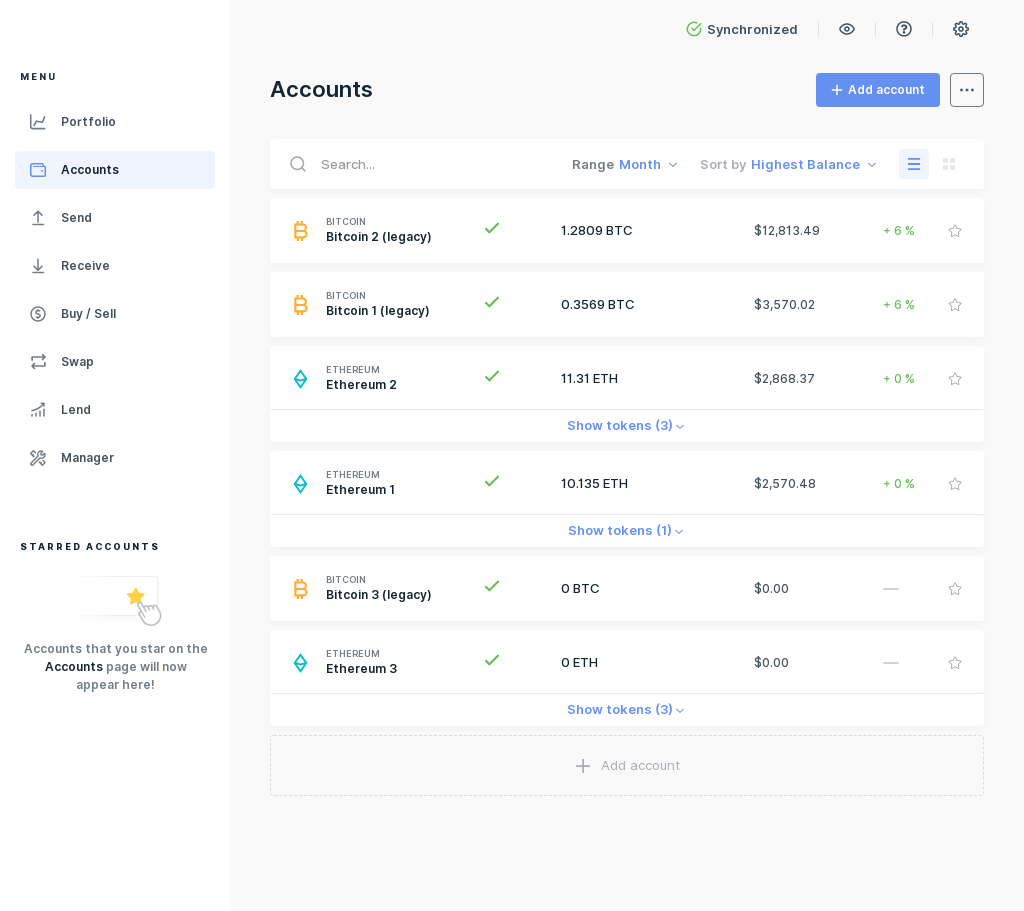 Synchronized
MENU
Portfolio
Accounts
Send
Receive
Buy / Sell
Swap
Lend
Manager
STARRED ACCOUNTS
Accounts that you star on the
Accounts page will now
appear here!
Accounts
+ Add account
Search...
Range Month
Sort by Highest Balance
BITCOIN
Bitcoin 2 (legacy)
1.2809 BTC
$12,813.49
+ 6 %
BITCOIN
Bitcoin 1 (legacy)
0.3569 BTC
$3,570.02
+ 6 %
ETHEREUM
Ethereum 2
11.31 ETH
$2,868.37
+ 0 %
Show tokens (3)
ETHEREUM
Ethereum 1
10.135 ETH
$2,570.48
+ 0 %
Show tokens (1)
BITCOIN
Bitcoin 3 (legacy)
0 BTC
$0.00
—
ETHEREUM
Ethereum 3
0 ETH
$0.00
—
Show tokens (3)
+ Add account